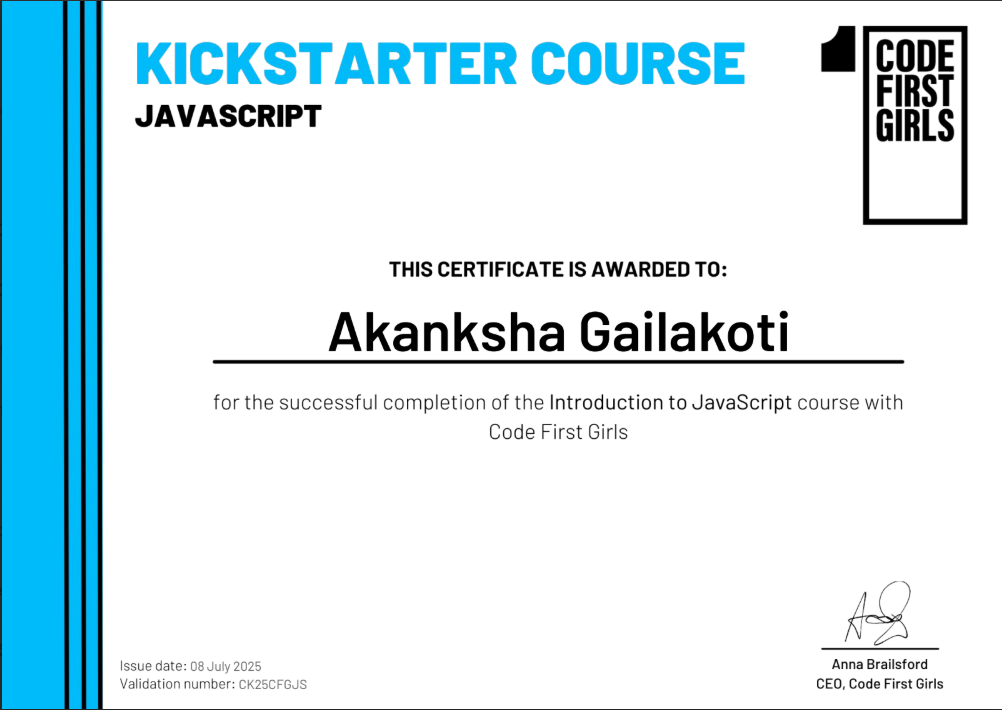 KICKSTARTER COURSE
JAVASCRIPT
CODE
FIRST
GIRLS
THIS CERTIFICATE IS AWARDED TO:
Akanksha Gailakoti
for the successful completion of the Introduction to JavaScript course with
Code First Girls
Issue date: 08 July 2025
Validation number: CK25CFGJS
Anna Brailsford
CEO, Code First Girls